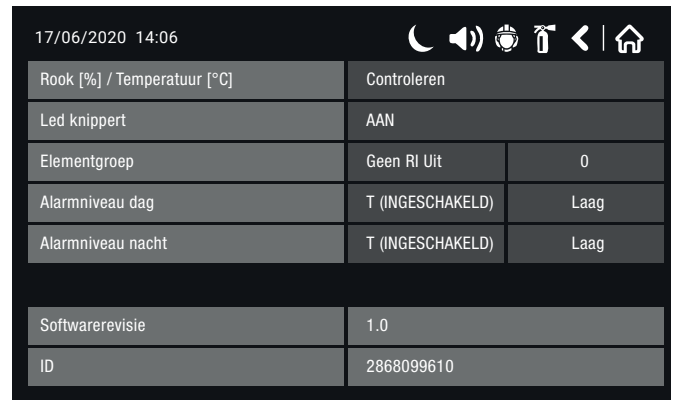 17/06/2020 14:06
Rook [%] / Temperatuur [°C] Controleren
Led knippert AAN
Elementgroep Geen RI Uit 0
Alarmniveau dag T (INGESCHAKELD) Laag
Alarmniveau nacht T (INGESCHAKELD) Laag
Softwarerevisie 1.0
ID 2868099610